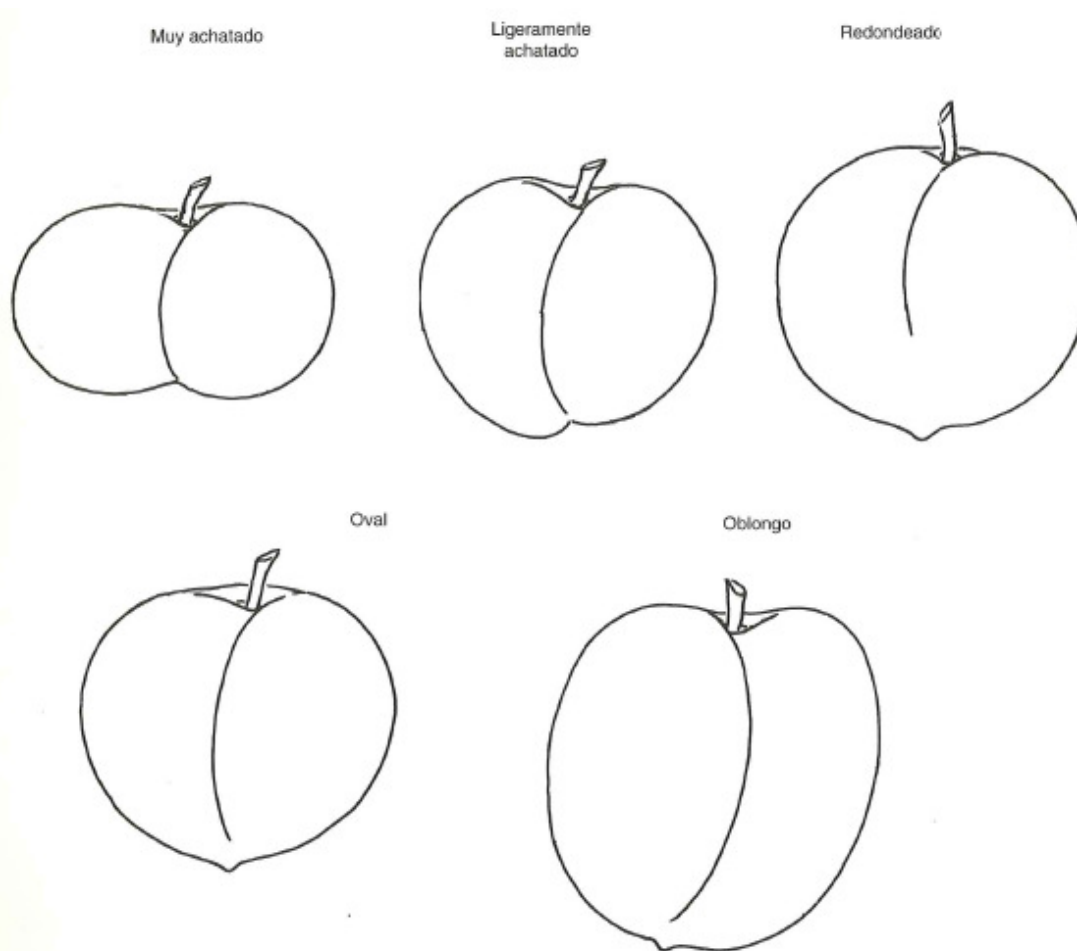 Muy achatado
Ligeramente
achatado
Redondeado
Oval
Oblongo